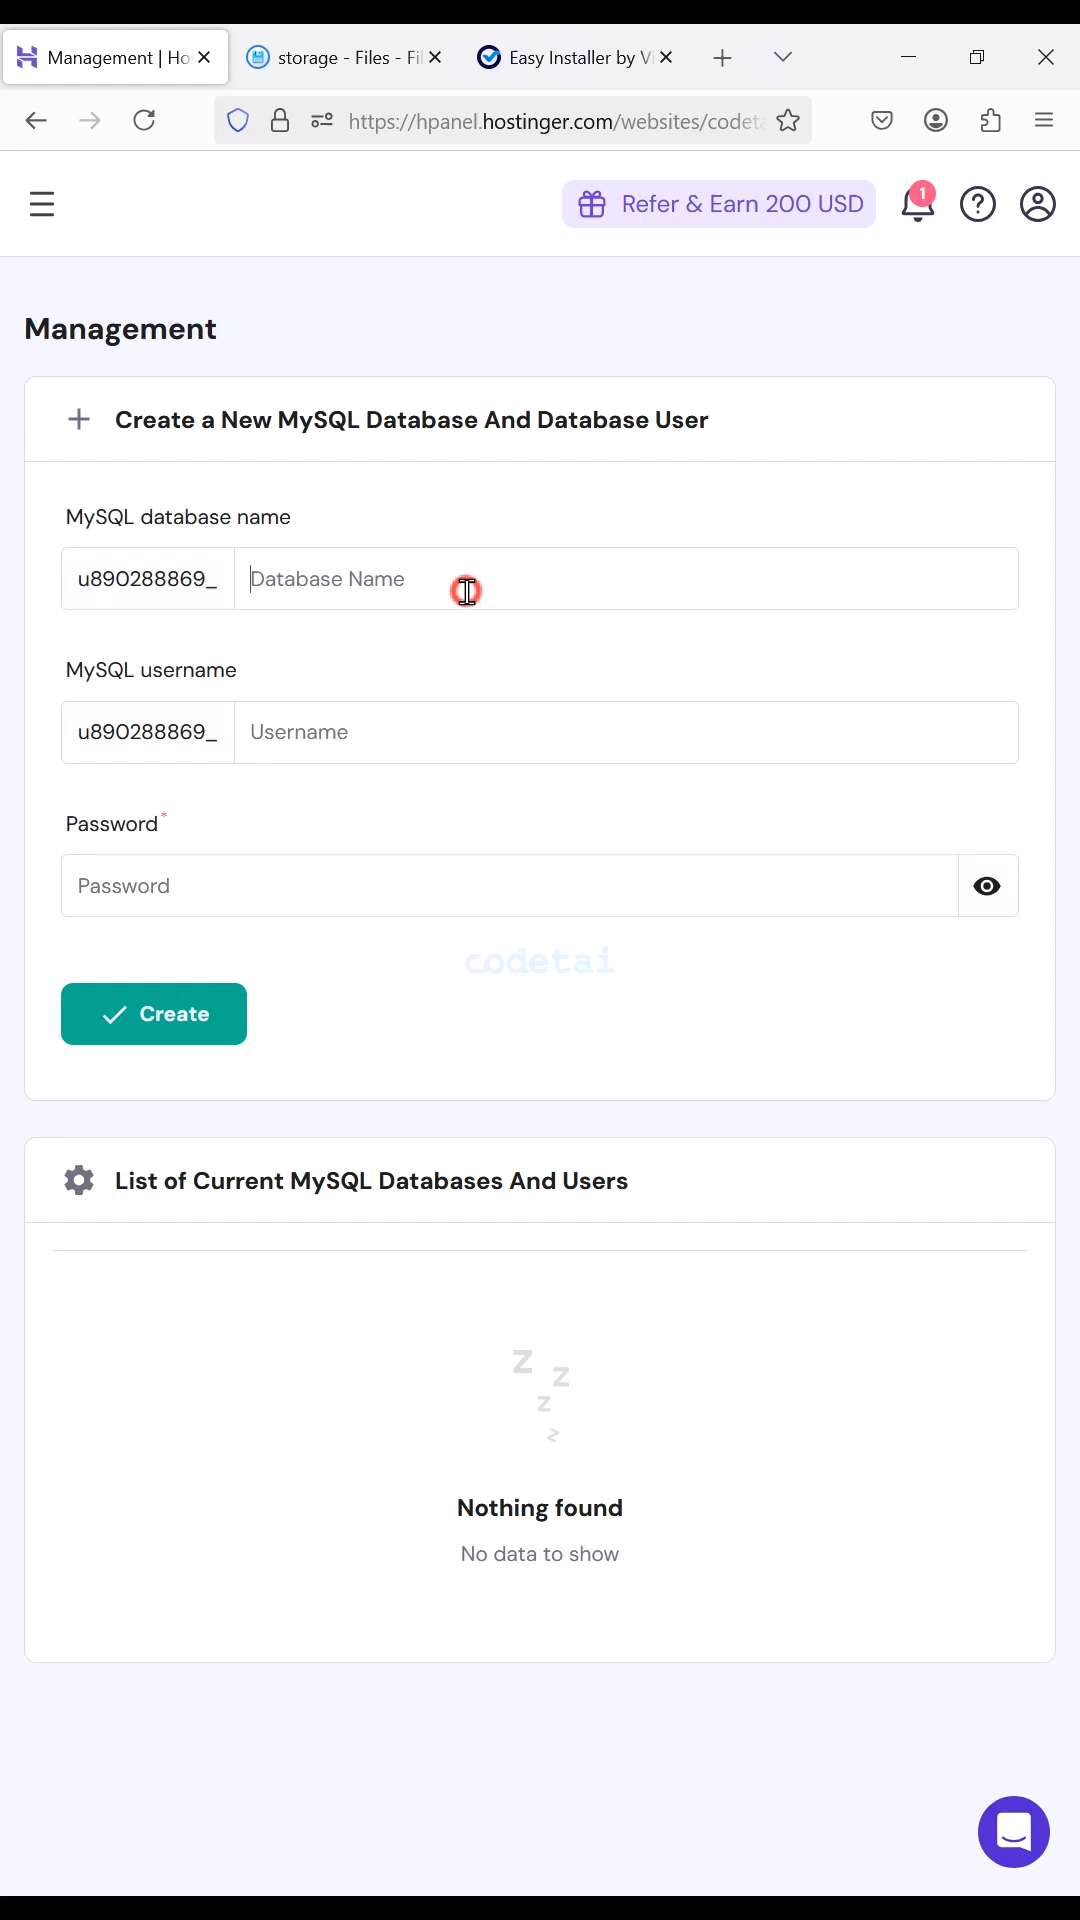 Management | Ho
storage - Files - Fil
Easy Installer by Vi
https://hpanel.hostinger.com/websites/codeta
Refer & Earn 200 USD
1
Management
Create a New MySQL Database And Database User
MySQL database name
u890288869_
Database Name
MySQL username
u890288869_
Username
Password*
Password
codetai
Create
List of Current MySQL Databases And Users
z z z z
Nothing found
No data to show